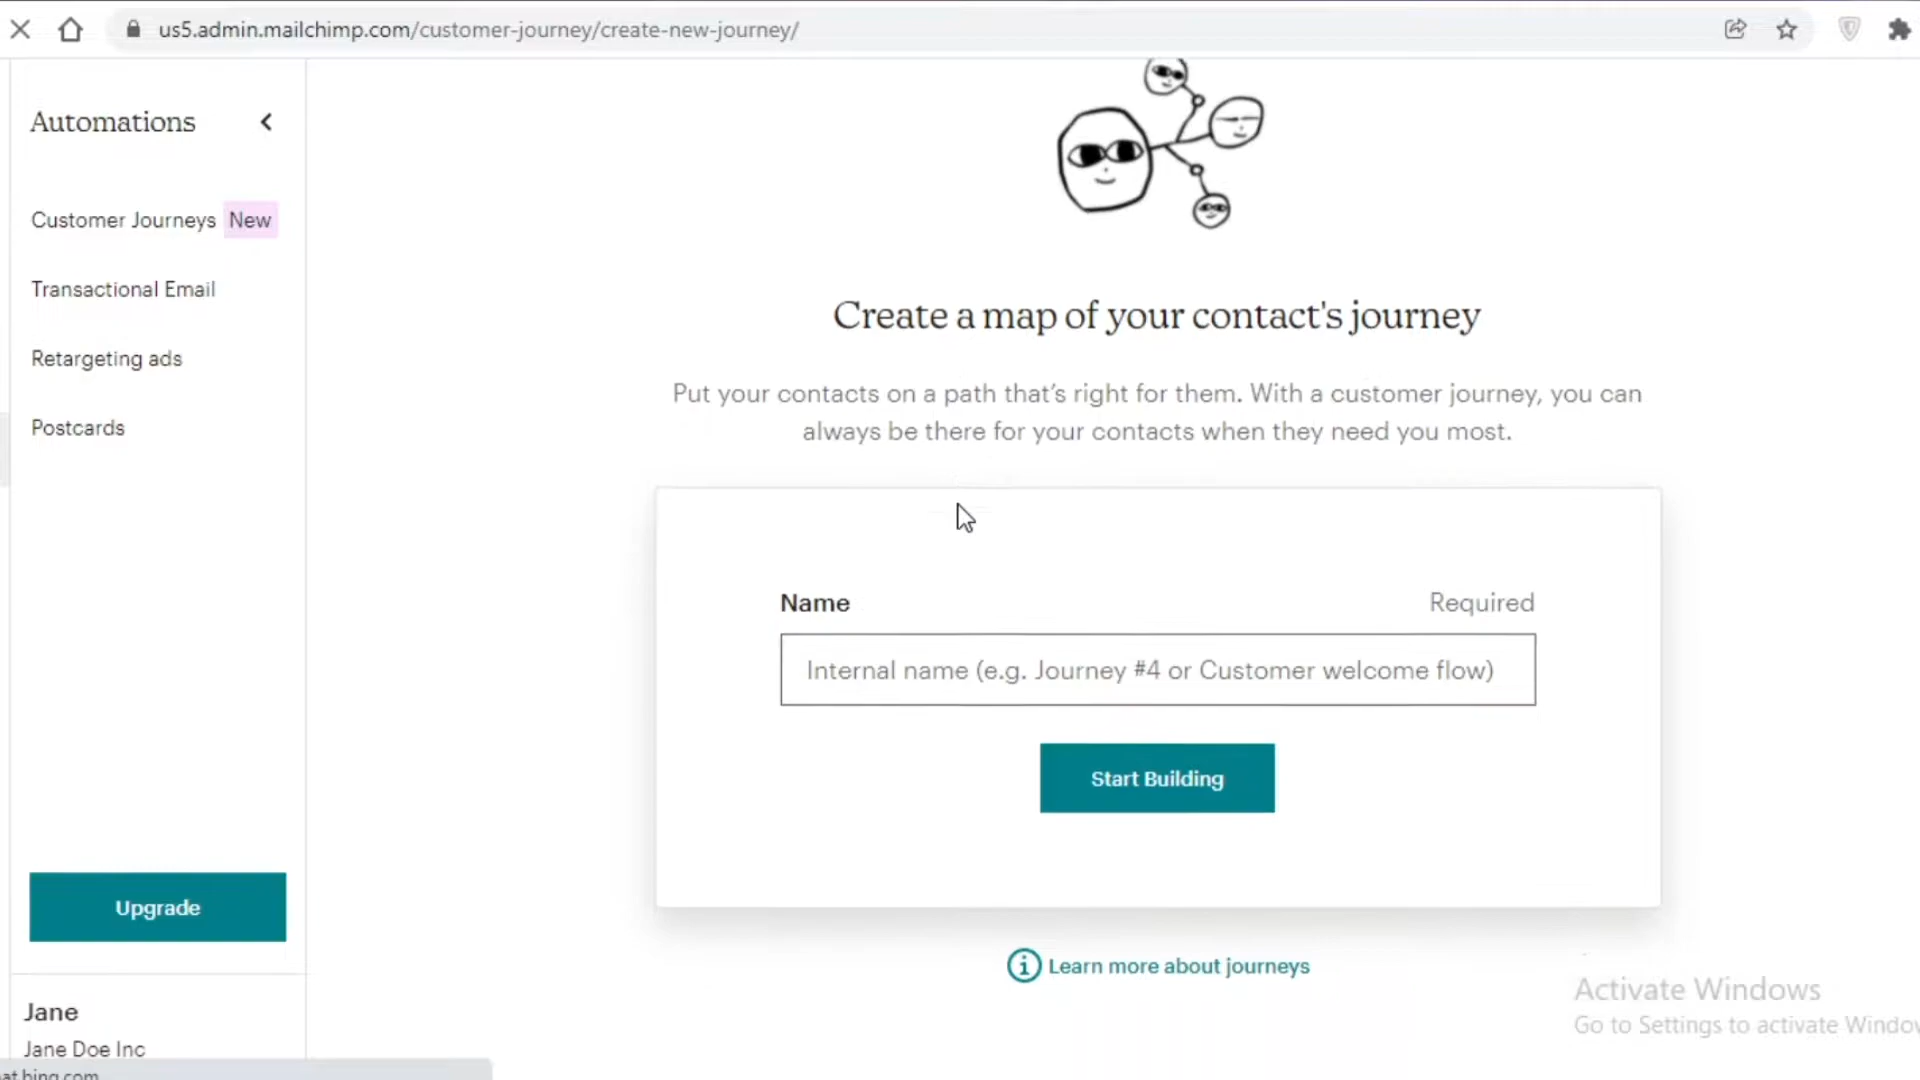 us5.admin.mailchimp.com/customer-journey/create-new-journey/
Automations
Customer Journeys New
Transactional Email
Retargeting ads
Postcards
Upgrade
Jane
Jane Doe Inc
at.bing.com
Create a map of your contact's journey
Put your contacts on a path that's right for them. With a customer journey, you can
always be there for your contacts when they need you most.
Name Required
Internal name (e.g. Journey #4 or Customer welcome flow)
Start Building
Learn more about journeys
Activate Windows
Go to Settings to activate Window